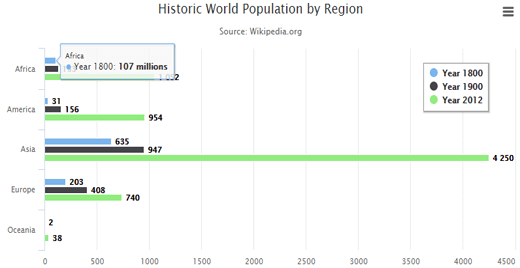 Historic World Population by Region
Source: Wikipedia.org
Africa
Africa
Year 1800: 107 millions
Year 1800
Year 1900
Year 2012
America
31
156
954
Asia
635
947
4 250
Europe
203
408
740
Oceania
2
38
0
500
1000
1500
2000
2500
3000
3500
4000
4500